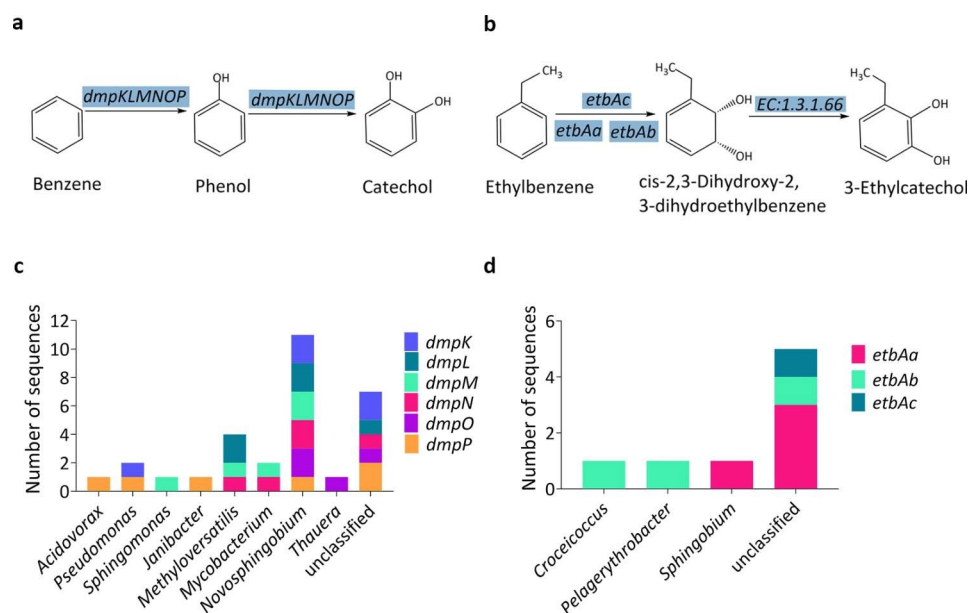 a
OH
OH
OH
dmpKLMNOP
dmpKLMNOP
Benzene
Phenol
Catechol
b
CH3
H3C
H3C
etbAc
OH
EC:1.3.1.66
OH
etbAa
etbAb
OH
OH
Ethylbenzene
cis-2,3-Dihydroxy-2,
3-dihydroethylbenzene
3-Ethylcatechol
c
Number of sequences
12
10
8
6
4
2
0
Acidovorax
Pseudomonas
Sphingomonas
Janibacter
Methyloversatilis
Mycobacterium
Novosphingobium
Thauera
unclassified
dmpK
dmpL
dmpM
dmpN
dmpO
dmpP
d
Number of sequences
6
4
2
0
Croceicoccus
Pelagerythrobacter
Sphingobium
unclassified
etbAa
etbAb
etbAc